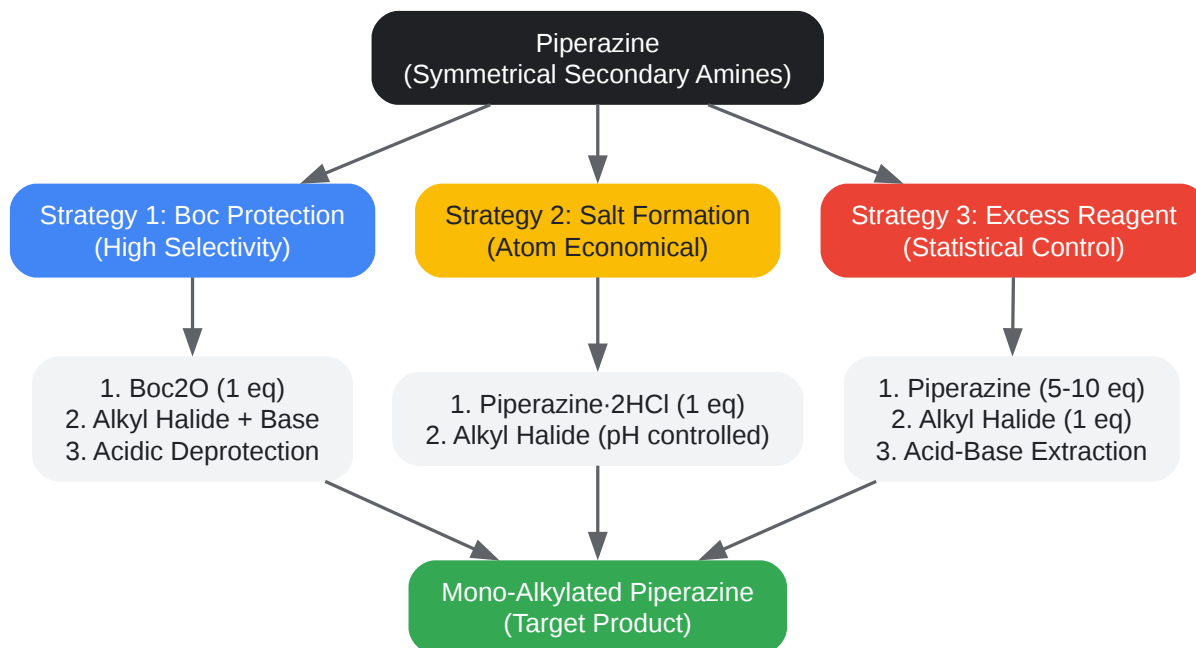 Piperazine
(Symmetrical Secondary Amines)
Strategy 1: Boc Protection
(High Selectivity)
Strategy 2: Salt Formation
(Atom Economical)
Strategy 3: Excess Reagent
(Statistical Control)
1. Boc2O (1 eq)
2. Alkyl Halide + Base
3. Acidic Deprotection
1. Piperazine·2HCl (1 eq)
2. Alkyl Halide (pH controlled)
1. Piperazine (5-10 eq)
2. Alkyl Halide (1 eq)
3. Acid-Base Extraction
Mono-Alkylated Piperazine
(Target Product)